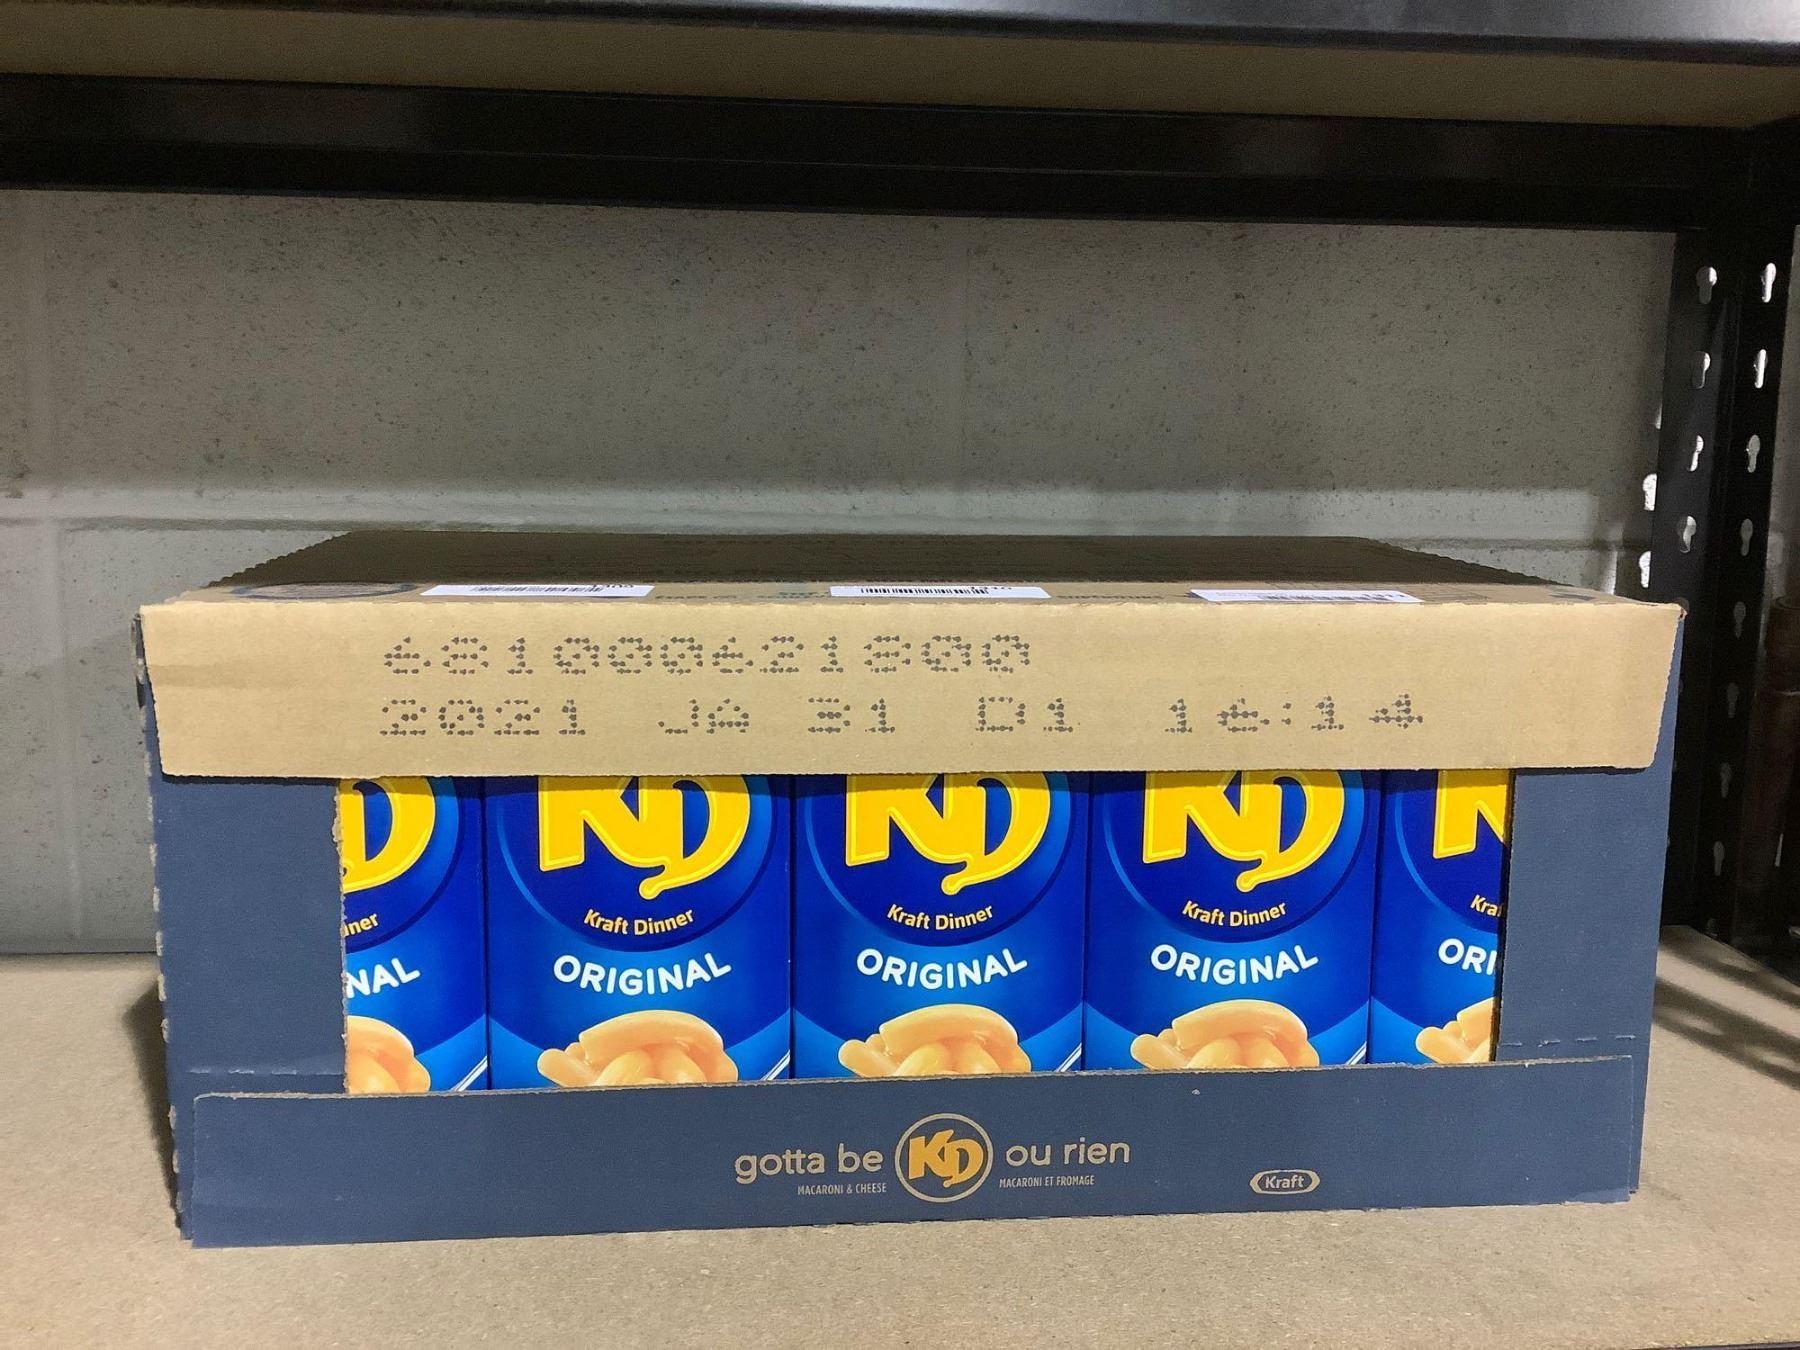 681000621800
2021 JA 31 D1 16:14
KD
Kraft Dinner
ORIGINAL
KD
Kraft Dinner
ORIGINAL
KD
Kraft Dinner
ORIGINAL
gotta be KD ou rien
MACARONI & CHEESE MACARONI ET FROMAGE
Kraft